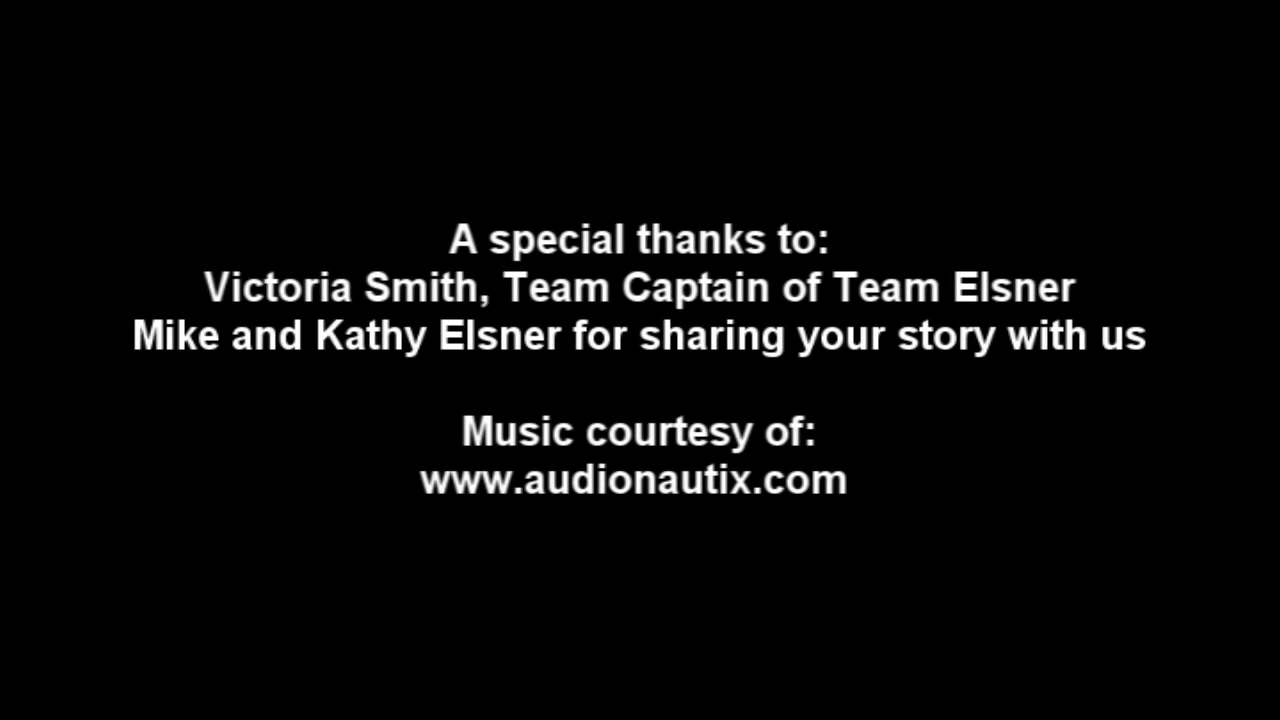 A special thanks to:
Victoria Smith, Team Captain of Team Elsner
Mike and Kathy Elsner for sharing your story with us
Music courtesy of:
www.audionautix.com